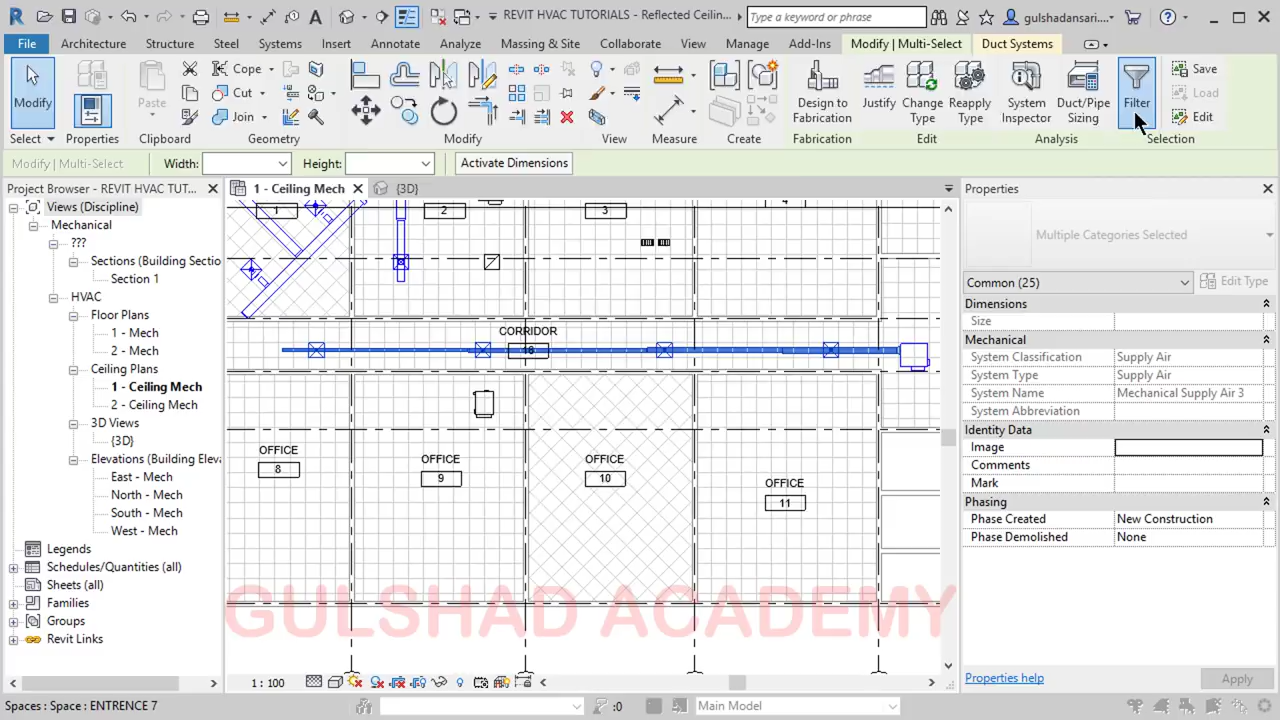 REVIT HVAC TUTORIALS - Reflected Ceilin...
Type a keyword or phrase
gulshadansari....
File Architecture Structure Steel Systems Insert Annotate Analyze Massing & Site Collaborate View Manage Add-Ins Modify | Multi-Select Duct Systems
Modify
Paste
Cope
Cut
Join
Design to Fabrication
Justify
Change Type
Reapply Type
System Inspector
Duct/Pipe Sizing
Filter
Save
Load
Edit
Select Properties Clipboard Geometry Modify View Measure Create Fabrication Edit Analysis Selection
Modify | Multi-Select Width: Height: Activate Dimensions
Project Browser - REVIT HVAC TUT...
Views (Discipline)
Mechanical
???
Sections (Building Sectio
Section 1
HVAC
Floor Plans
1 - Mech
2 - Mech
Ceiling Plans
1 - Ceiling Mech
2 - Ceiling Mech
3D Views
{3D}
Elevations (Building Eleva
East - Mech
North - Mech
South - Mech
West - Mech
Legends
Schedules/Quantities (all)
Sheets (all)
Families
Groups
Revit Links
1 - Ceiling Mech {3D}
1 2 3
CORRIDOR
OFFICE
8
OFFICE
9
OFFICE
10
OFFICE
11
GULSHAD ACADEMY
1 : 100
Properties
Multiple Categories Selected
Common (25) Edit Type
Dimensions
Size
Mechanical
System Classification Supply Air
System Type Supply Air
System Name Mechanical Supply Air 3
System Abbreviation
Identity Data
Image
Comments
Mark
Phasing
Phase Created New Construction
Phase Demolished None
Properties help Apply
Spaces : Space : ENTRENCE 7 :0 Main Model